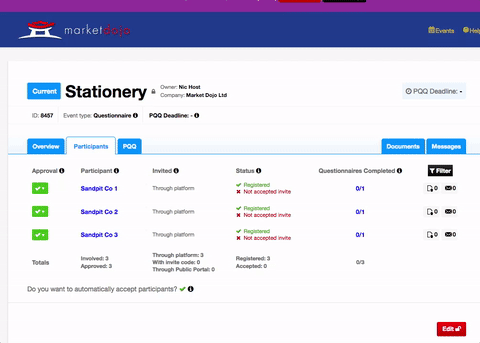 marketdojo
Events
Help
Current Stationery
Owner: Nic Host
Company: Market Dojo Ltd
PQQ Deadline: -
ID: 8457 Event type: Questionnaire PQQ Deadline: -
Overview Participants PQQ Documents Messages
Approval Participant Invited Status Questionnaires Completed Filter
Sandpit Co 1 Through platform Registered 0/1 0 0
Not accepted invite
Sandpit Co 2 Through platform Registered 0/1 0 0
Not accepted invite
Sandpit Co 3 Through platform Registered 0/1 0 0
Not accepted invite
Totals Involved: 3 Through platform: 3 Registered: 3 0/3
Approved: 3 With invite code: 0 Accepted: 0
Through Public Portal: 0
Do you want to automatically accept participants?
Edit